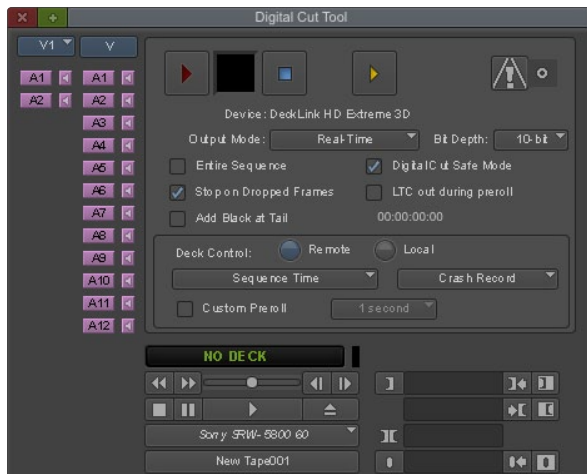 Digital Cut Tool
V1 V
A1 A1
A2 A2
A3
A4
A5
A6
A7
A8
A9
A10
A11
A12
Device: DeckLink HD Extreme 3D
Output Mode: Real-Time Bit Depth: 10-bit
Entire Sequence DigitalCut Safe Mode
Stop on Dropped Frames LTC out during preroll
Add Black at Tail 00:00:00:00
Deck Control: Remote Local
Sequence Time Crash Record
Custom Preroll 1 second
NO DECK
Sony SRW-5800 60
New Tape001